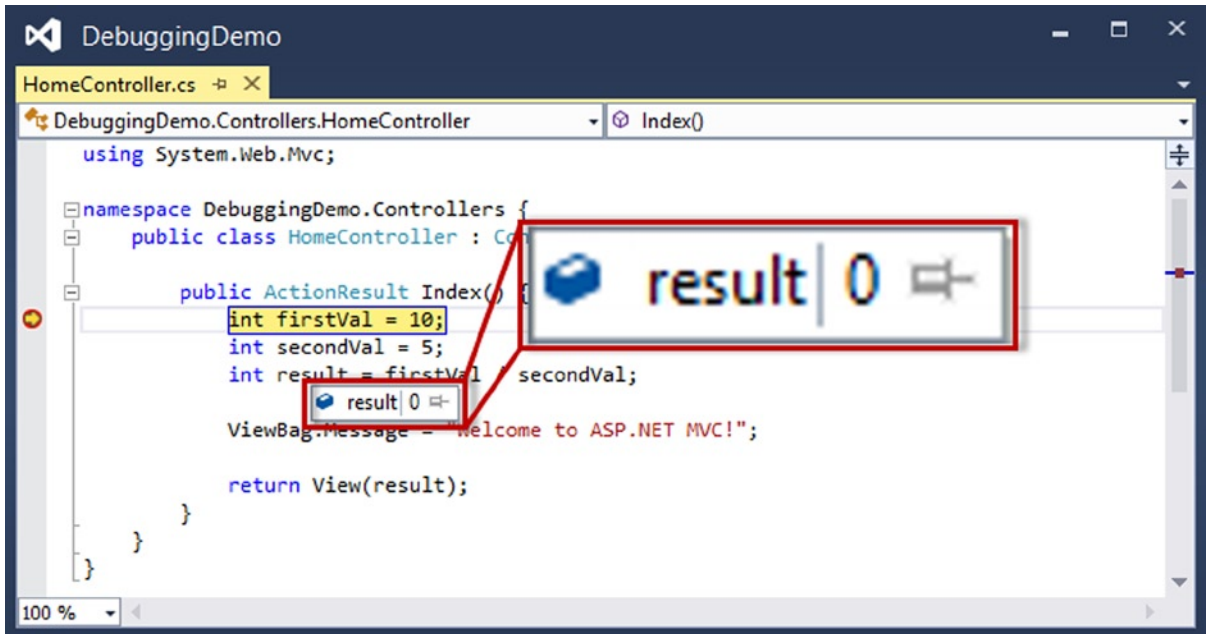 DebuggingDemo
HomeController.cs
DebuggingDemo.Controllers.HomeController Index()
using System.Web.Mvc;
namespace DebuggingDemo.Controllers {
public class HomeController :
public ActionResult Index() {
int firstVal = 10;
int secondVal = 5;
int result = firstVal / secondVal;
result 0
result 0
ViewBag.Message = "Welcome to ASP.NET MVC!";
return View(result);
}
}
}
100 %